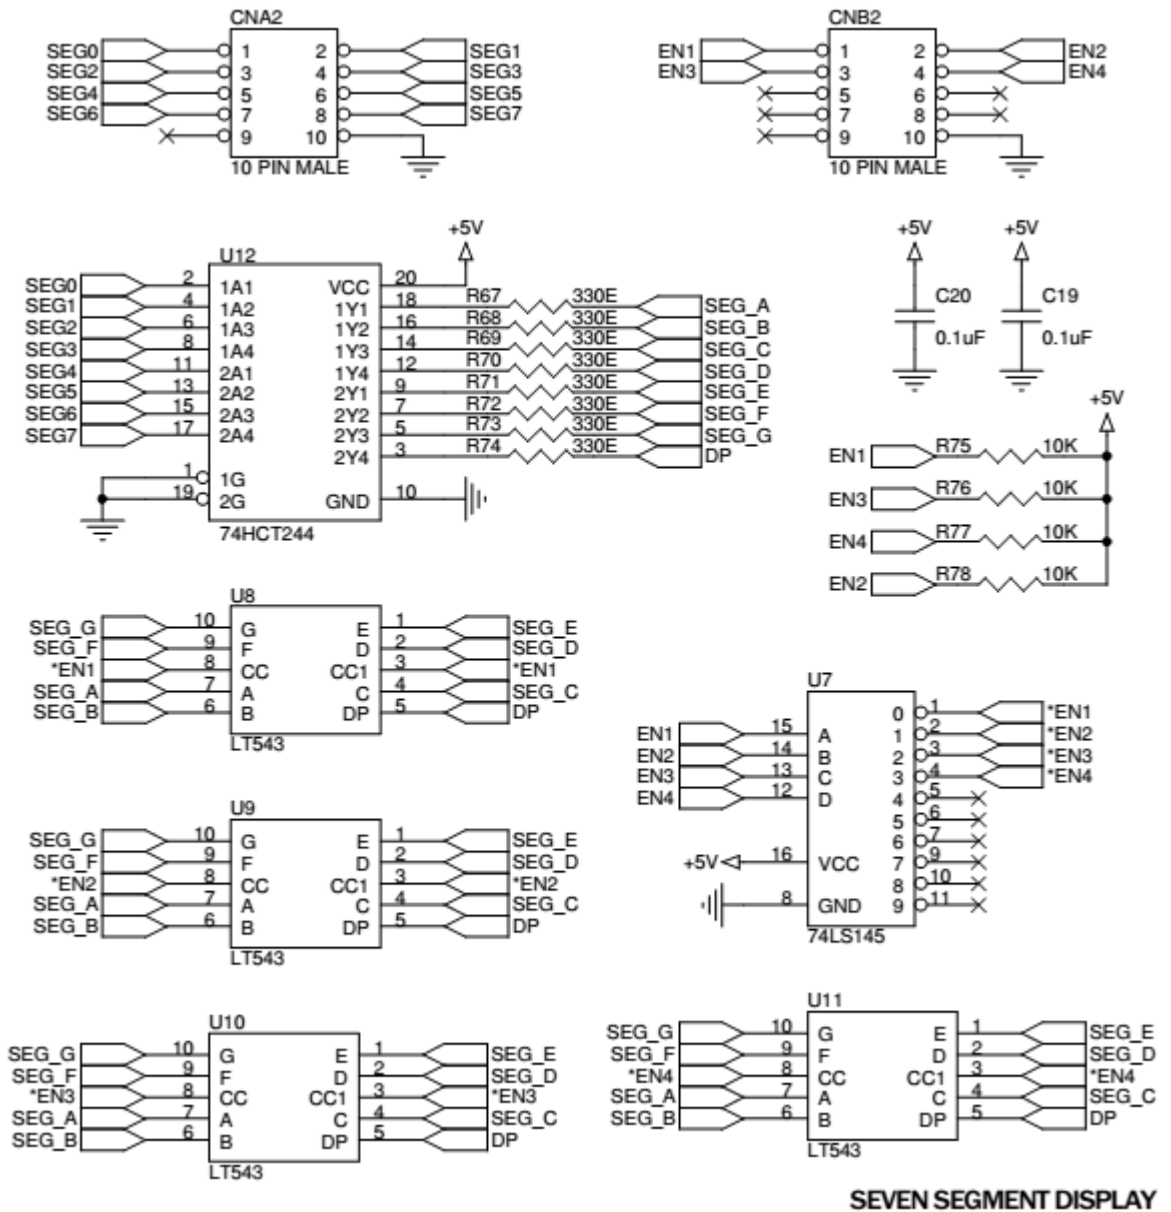 CNA2
SEG0 1 2 SEG1
SEG2 3 4 SEG3
SEG4 5 6 SEG5
SEG6 7 8 SEG7
9 10
10 PIN MALE
CNB2
EN1 1 2 EN2
EN3 3 4 EN4
5 6
7 8
9 10
10 PIN MALE
+5V
U12
SEG0 2 1A1 VCC 20
SEG1 4 1A2 1Y1 18 R67 330E SEG_A
SEG2 6 1A3 1Y2 16 R68 330E SEG_B
SEG3 8 1A4 1Y3 14 R69 330E SEG_C
SEG4 11 2A1 1Y4 12 R70 330E SEG_D
SEG5 13 2A2 2Y1 9 R71 330E SEG_E
SEG6 15 2A3 2Y2 7 R72 330E SEG_F
SEG7 17 2A4 2Y3 5 R73 330E SEG_G
2Y4 3 R74 330E DP
1 1G
19 2G GND 10
74HCT244
+5V +5V
C20 C19
0.1uF 0.1uF
+5V
EN1 R75 10K
EN3 R76 10K
EN4 R77 10K
EN2 R78 10K
U8
SEG_G 10 G E 1 SEG_E
SEG_F 9 F D 2 SEG_D
*EN1 8 CC CC1 3 *EN1
SEG_A 7 A C 4 SEG_C
SEG_B 6 B DP 5 DP
LT543
U7
0 1 *EN1
EN1 15 A 1 2 *EN2
EN2 14 B 2 3 *EN3
EN3 13 C 3 4 *EN4
EN4 12 D 4 5
5 6
6 7
+5V 16 VCC 7 9
8 10
8 GND 9 11
74LS145
U9
SEG_G 10 G E 1 SEG_E
SEG_F 9 F D 2 SEG_D
*EN2 8 CC CC1 3 *EN2
SEG_A 7 A C 4 SEG_C
SEG_B 6 B DP 5 DP
LT543
U10
SEG_G 10 G E 1 SEG_E
SEG_F 9 F D 2 SEG_D
*EN3 8 CC CC1 3 *EN3
SEG_A 7 A C 4 SEG_C
SEG_B 6 B DP 5 DP
LT543
U11
SEG_G 10 G E 1 SEG_E
SEG_F 9 F D 2 SEG_D
*EN4 8 CC CC1 3 *EN4
SEG_A 7 A C 4 SEG_C
SEG_B 6 B DP 5 DP
LT543
SEVEN SEGMENT DISPLAY